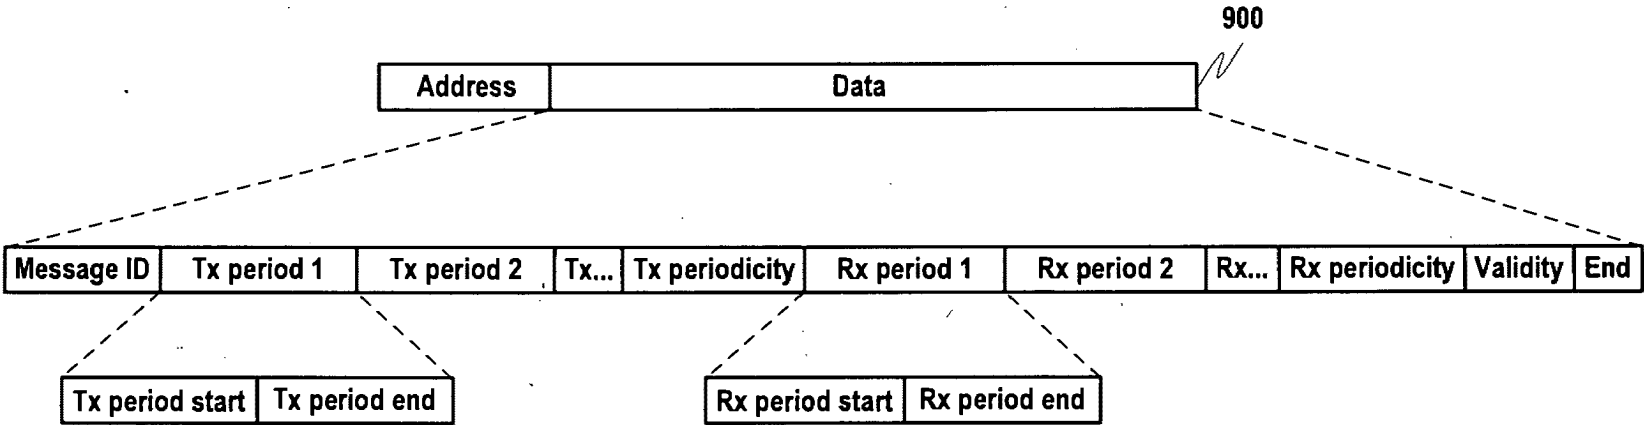 900
Address Data
Message ID Tx period 1 Tx period 2 Tx... Tx periodicity Rx period 1 Rx period 2 Rx... Rx periodicity Validity End
Tx period start Tx period end Rx period start Rx period end